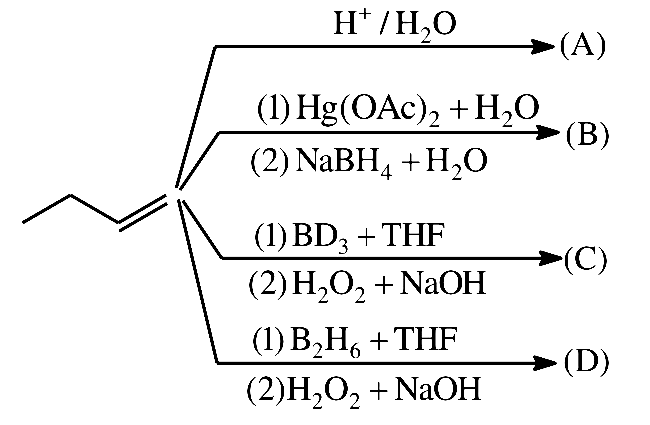 H⁺ / H₂O
(A)
(1) Hg(OAc)₂ + H₂O
(B)
(2) NaBH₄ + H₂O
(1) BD₃ + THF
(C)
(2) H₂O₂ + NaOH
(1) B₂H₆ + THF
(D)
(2) H₂O₂ + NaOH